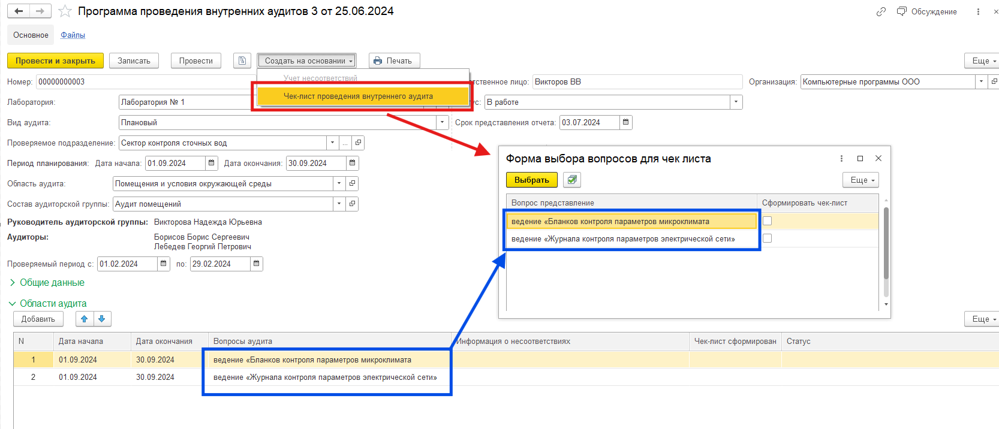 Программа проведения внутренних аудитов 3 от 25.06.2024
Обсуждение
Основное Файлы
Провести и закрыть Записать Провести Создать на основании Печать Еще
Учет несоответствий
Чек-лист проведения внутреннего аудита
Номер: 00000000003 тственное лицо: Викторов ВВ Организация: Компьютерные программы ООО
Лаборатория: Лаборатория № 1 ус: В работе
Вид аудита: Плановый Срок представления отчета: 03.07.2024
Проверяемое подразделение: Сектор контроля сточных вод ...
Период планирования: Дата начала: 01.09.2024 Дата окончания: 30.09.2024
Область аудита: Помещения и условия окружающей среды
Состав аудиторской группы: Аудит помещений
Руководитель аудиторской группы: Викторова Надежда Юрьевна
Аудиторы: Борисов Борис Сергеевич
Лебедев Георгий Петрович
Проверяемый период с: 01.02.2024 по: 29.02.2024
Общие данные
Области аудита
Добавить Еще
Форма выбора вопросов для чек листа
Выбрать Еще
Вопрос представление Сформировать чек-лист
ведение «Бланков контроля параметров микроклимата
ведение «Журнала контроля параметров электрической сети»
N Дата начала Дата окончания Вопросы аудита Информация о несоответствиях Чек-лист сформирован Статус
1 01.09.2024 30.09.2024 ведение «Бланков контроля параметров микроклимата
2 01.09.2024 30.09.2024 ведение «Журнала контроля параметров электрической сети»